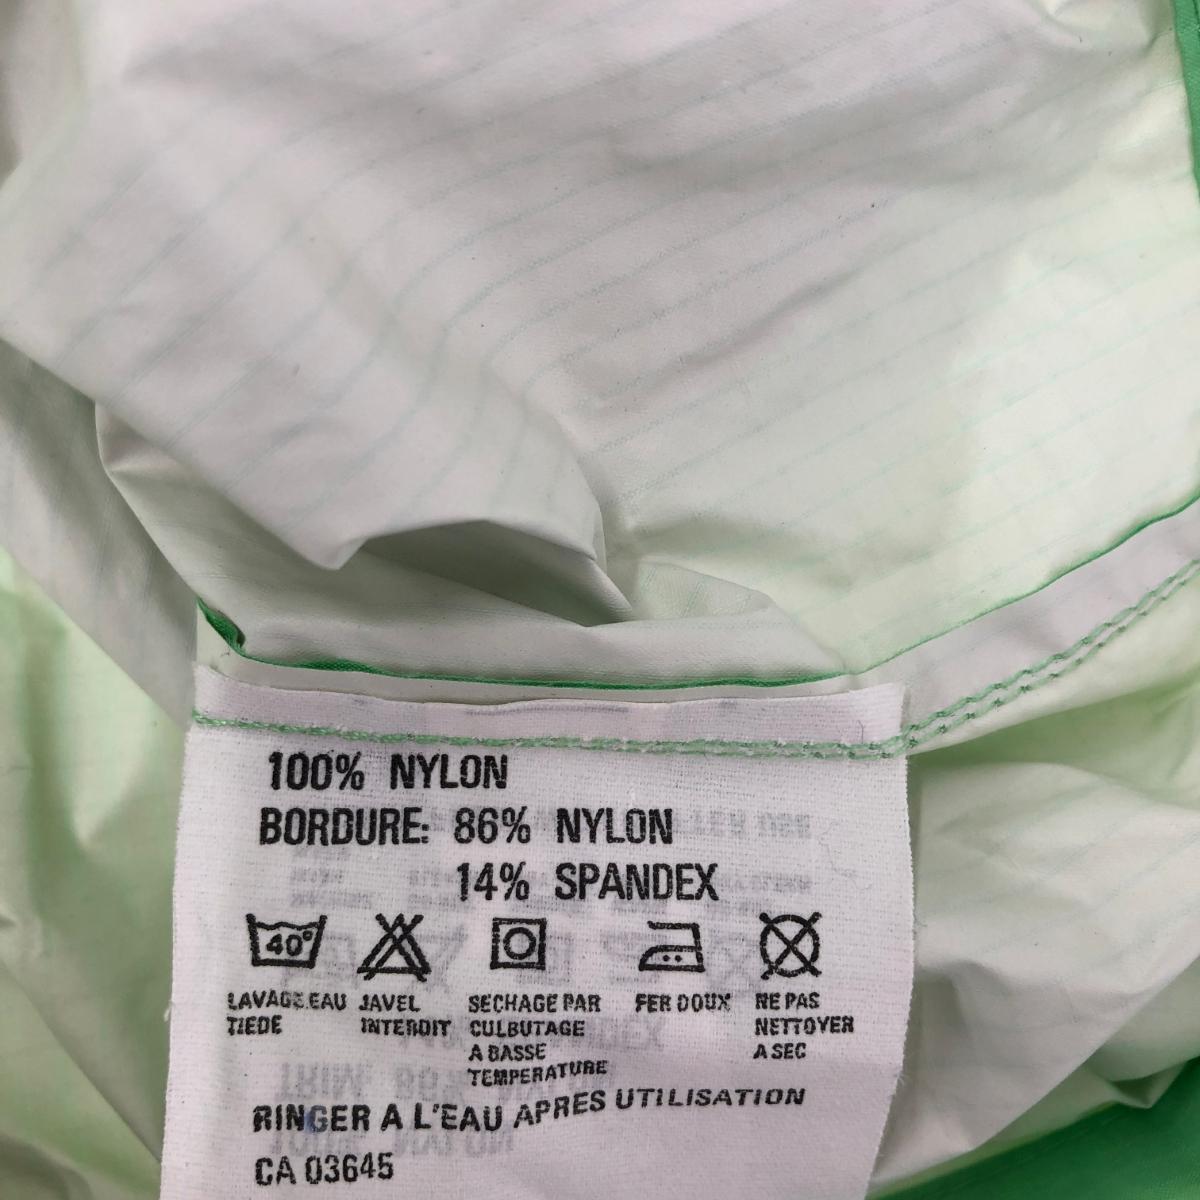 100% NYLON
BORDURE: 86% NYLON
14% SPANDEX
40°
LAVAGE.EAU TIEDE
JAVEL INTERDIT
SECHAGE PAR CULBUTAGE A BASSE TEMPERATURE
FER DOUX
NE PAS NETTOYER A SEC
RINGER A L'EAU APRES UTILISATION
CA 03645